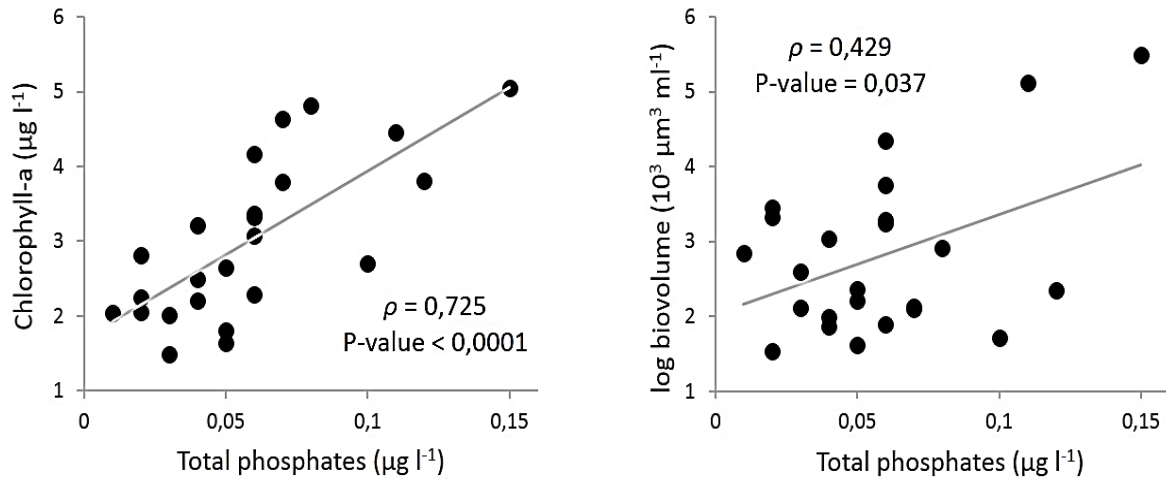 6
5
4
3
2
1
0
0,05
0,1
0,15
Chlorophyll-a (µg l⁻¹)
Total phosphates (µg l⁻¹)
ρ = 0,725
P-value < 0,0001
6
5
4
3
2
1
0
0,05
0,1
0,15
log biovolume (10³ µm³ ml⁻¹)
Total phosphates (µg l⁻¹)
ρ = 0,429
P-value = 0,037